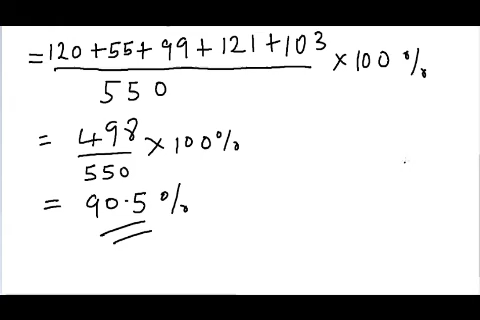 = 120 + 55 + 99 + 121 + 103 / 550 × 100 %
= 498 / 550 × 100 %
= 90.5 %